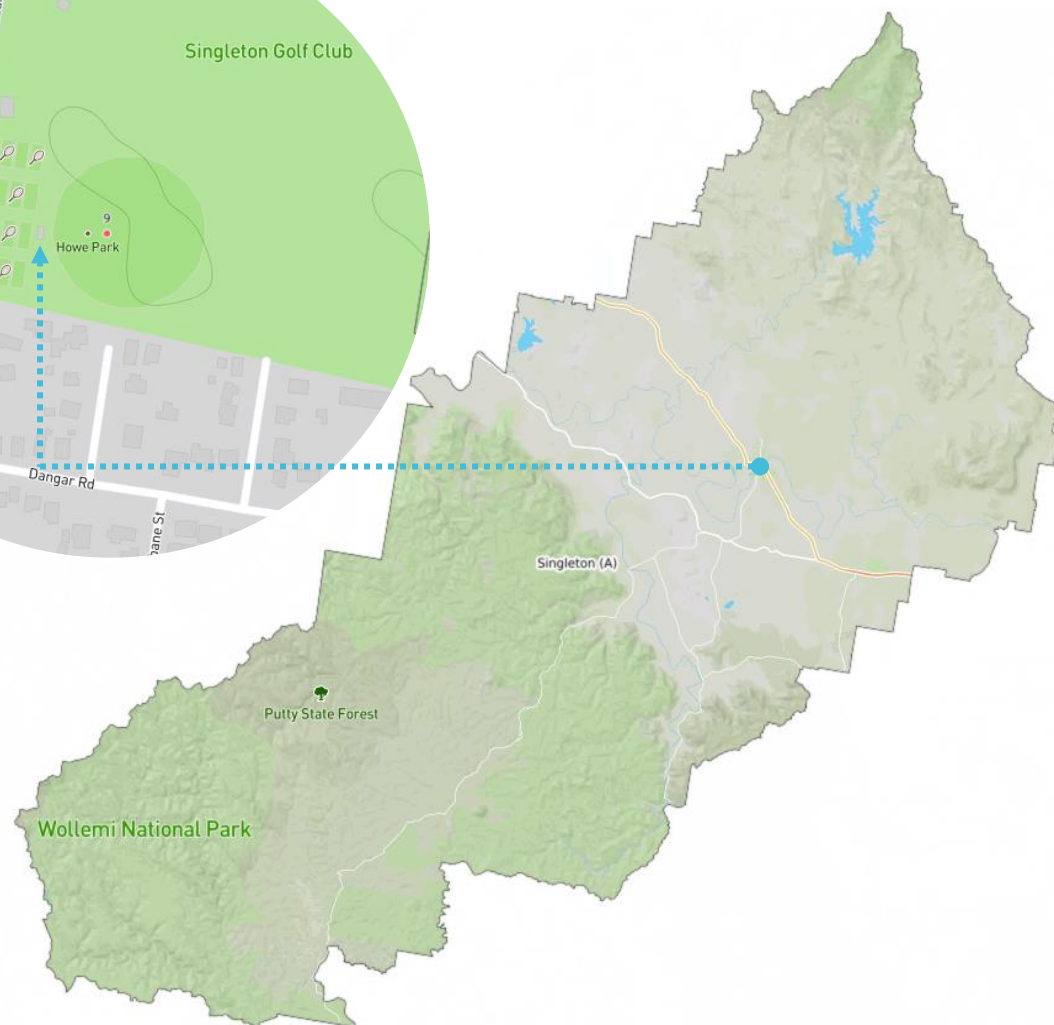 Singleton Golf Club
9
Howe Park
Dangar Rd
Singleton (A)
Putty State Forest
Wollemi National Park